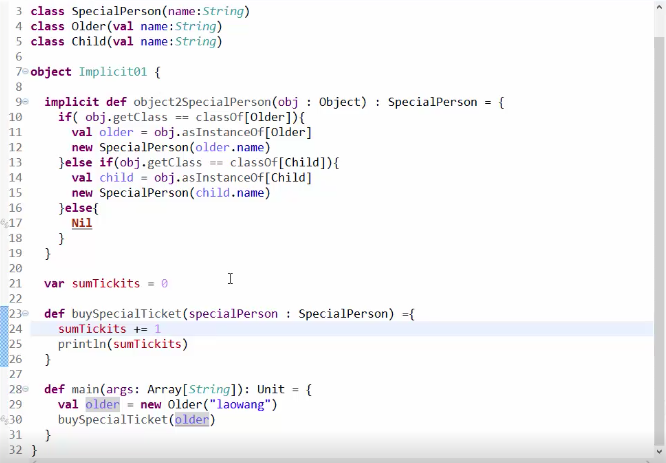 3 class SpecialPerson(name:String)
4 class Older(val name:String)
5 class Child(val name:String)
6
7 object Implicit01 {
8
9 implicit def object2SpecialPerson(obj : Object) : SpecialPerson = {
10 if( obj.getClass == classOf[Older]){
11 val older = obj.asInstanceOf[Older]
12 new SpecialPerson(older.name)
13 }else if(obj.getClass == classOf[Child]){
14 val child = obj.asInstanceOf[Child]
15 new SpecialPerson(child.name)
16 }else{
17 Nil
18 }
19 }
20
21 var sumTickits = 0
22
23 def buySpecialTicket(specialPerson : SpecialPerson) ={
24 sumTickits += 1
25 println(sumTickits)
26 }
27
28 def main(args: Array[String]): Unit = {
29 val older = new Older("laowang")
30 buySpecialTicket(older)
31 }
32 }